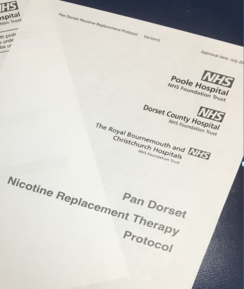 NHS
spital
Trust
Pan Dorset Nicotine Replacement Protocol
Approval date: July
NHS
Poole Hospital
NHS Foundation Trust
NHS
Dorset County Hospital
NHS Foundation Trust
The Royal Bournemouth and NHS
Christchurch Hospitals
NHS Foundation Trust
Pan Dorset
Nicotine Replacement Therapy
Protocol